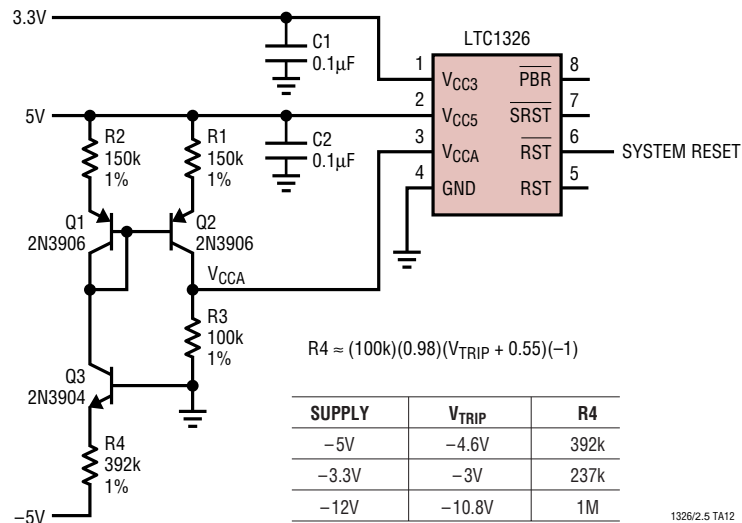 3.3V
C1
0.1µF
LTC1326
1
VCC3
PBR
8
5V
2
VCC5
SRST
7
R2
150k
1%
R1
150k
1%
C2
0.1µF
3
VCCA
RST
6
SYSTEM RESET
4
GND
RST
5
Q1
2N3906
Q2
2N3906
VCCA
R3
100k
1%
R4 ≈ (100k)(0.98)(VTRIP + 0.55)(–1)
Q3
2N3904
R4
392k
1%
–5V
SUPPLY VTRIP R4
–5V –4.6V 392k
–3.3V –3V 237k
–12V –10.8V 1M
1326/2.5 TA12